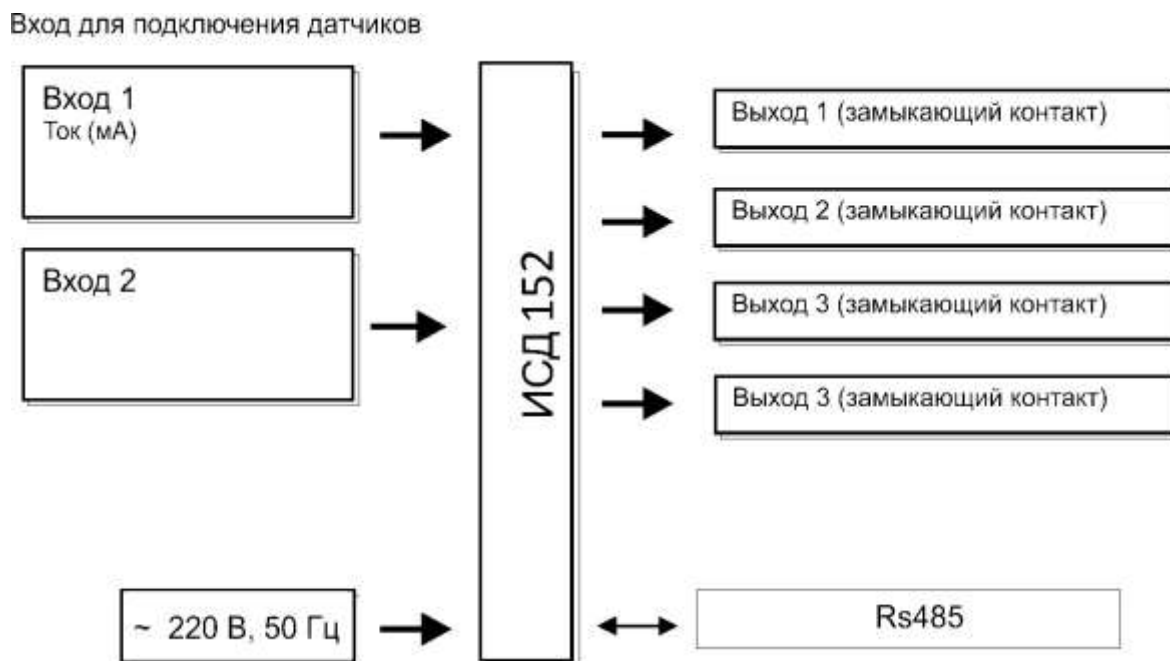 Вход для подключения датчиков
Вход 1
Ток (мА)
Вход 2
~ 220 В, 50 Гц
ИСД 152
Выход 1 (замыкающий контакт)
Выход 2 (замыкающий контакт)
Выход 3 (замыкающий контакт)
Выход 3 (замыкающий контакт)
Rs485